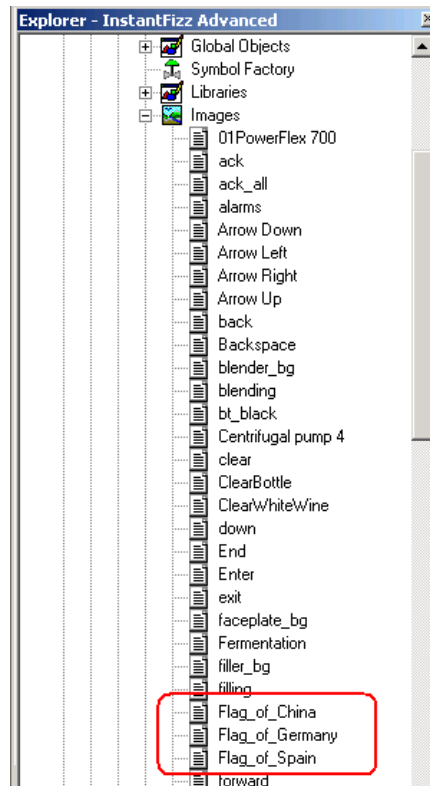 Explorer - InstantFizz Advanced
Global Objects
Symbol Factory
Libraries
Images
01PowerFlex 700
ack
ack_all
alarms
Arrow Down
Arrow Left
Arrow Right
Arrow Up
back
Backspace
blender_bg
blending
bt_black
Centrifugal pump 4
clear
ClearBottle
ClearWhiteWine
down
End
Enter
exit
faceplate_bg
Fermentation
filler_bg
filling
Flag_of_China
Flag_of_Germany
Flag_of_Spain
forward